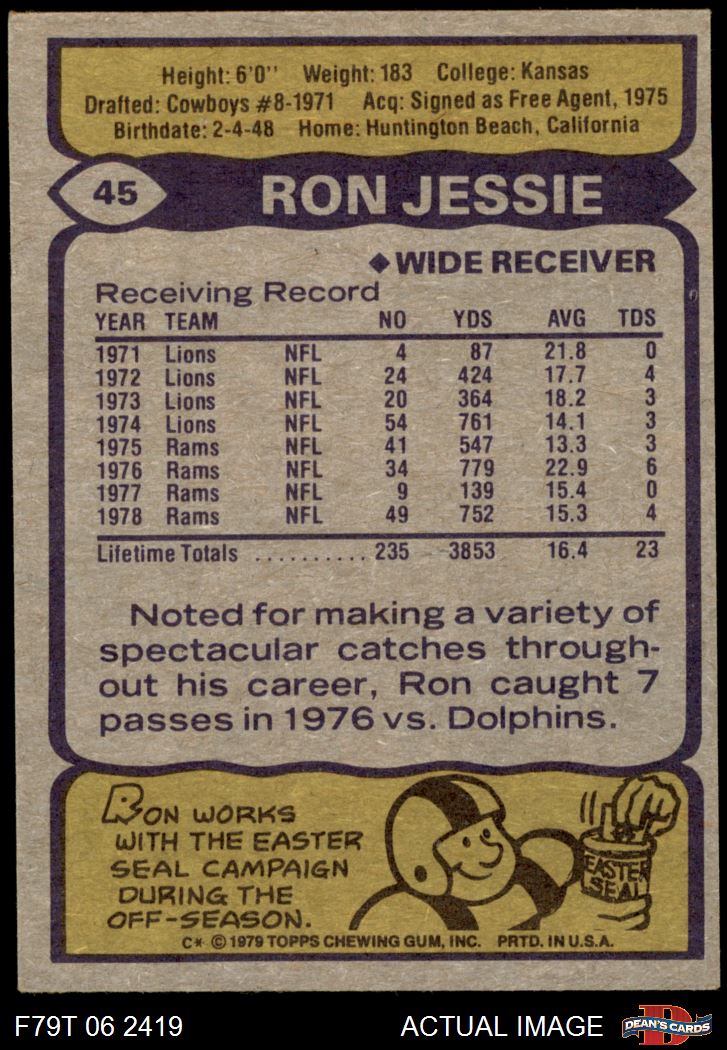 Height: 6'0'' Weight: 183 College: Kansas
Drafted: Cowboys #8-1971 Acq: Signed as Free Agent, 1975
Birthdate: 2-4-48 Home: Huntington Beach, California
45 RON JESSIE
◆WIDE RECEIVER
Receiving Record
YEAR TEAM NO YDS AVG TDS
1971 Lions NFL 4 87 21.8 0
1972 Lions NFL 24 424 17.7 4
1973 Lions NFL 20 364 18.2 3
1974 Lions NFL 54 761 14.1 3
1975 Rams NFL 41 547 13.3 3
1976 Rams NFL 34 779 22.9 6
1977 Rams NFL 9 139 15.4 0
1978 Rams NFL 49 752 15.3 4
Lifetime Totals .......... 235 3853 16.4 23
Noted for making a variety of
spectacular catches through-
out his career, Ron caught 7
passes in 1976 vs. Dolphins.
RON WORKS
WITH THE EASTER
SEAL CAMPAIGN
DURING THE
OFF-SEASON.
EASTER
SEAL
C* © 1979 TOPPS CHEWING GUM, INC. PRTD. IN U.S.A.
F79T 06 2419 ACTUAL IMAGE
D
DEAN'S CARDS